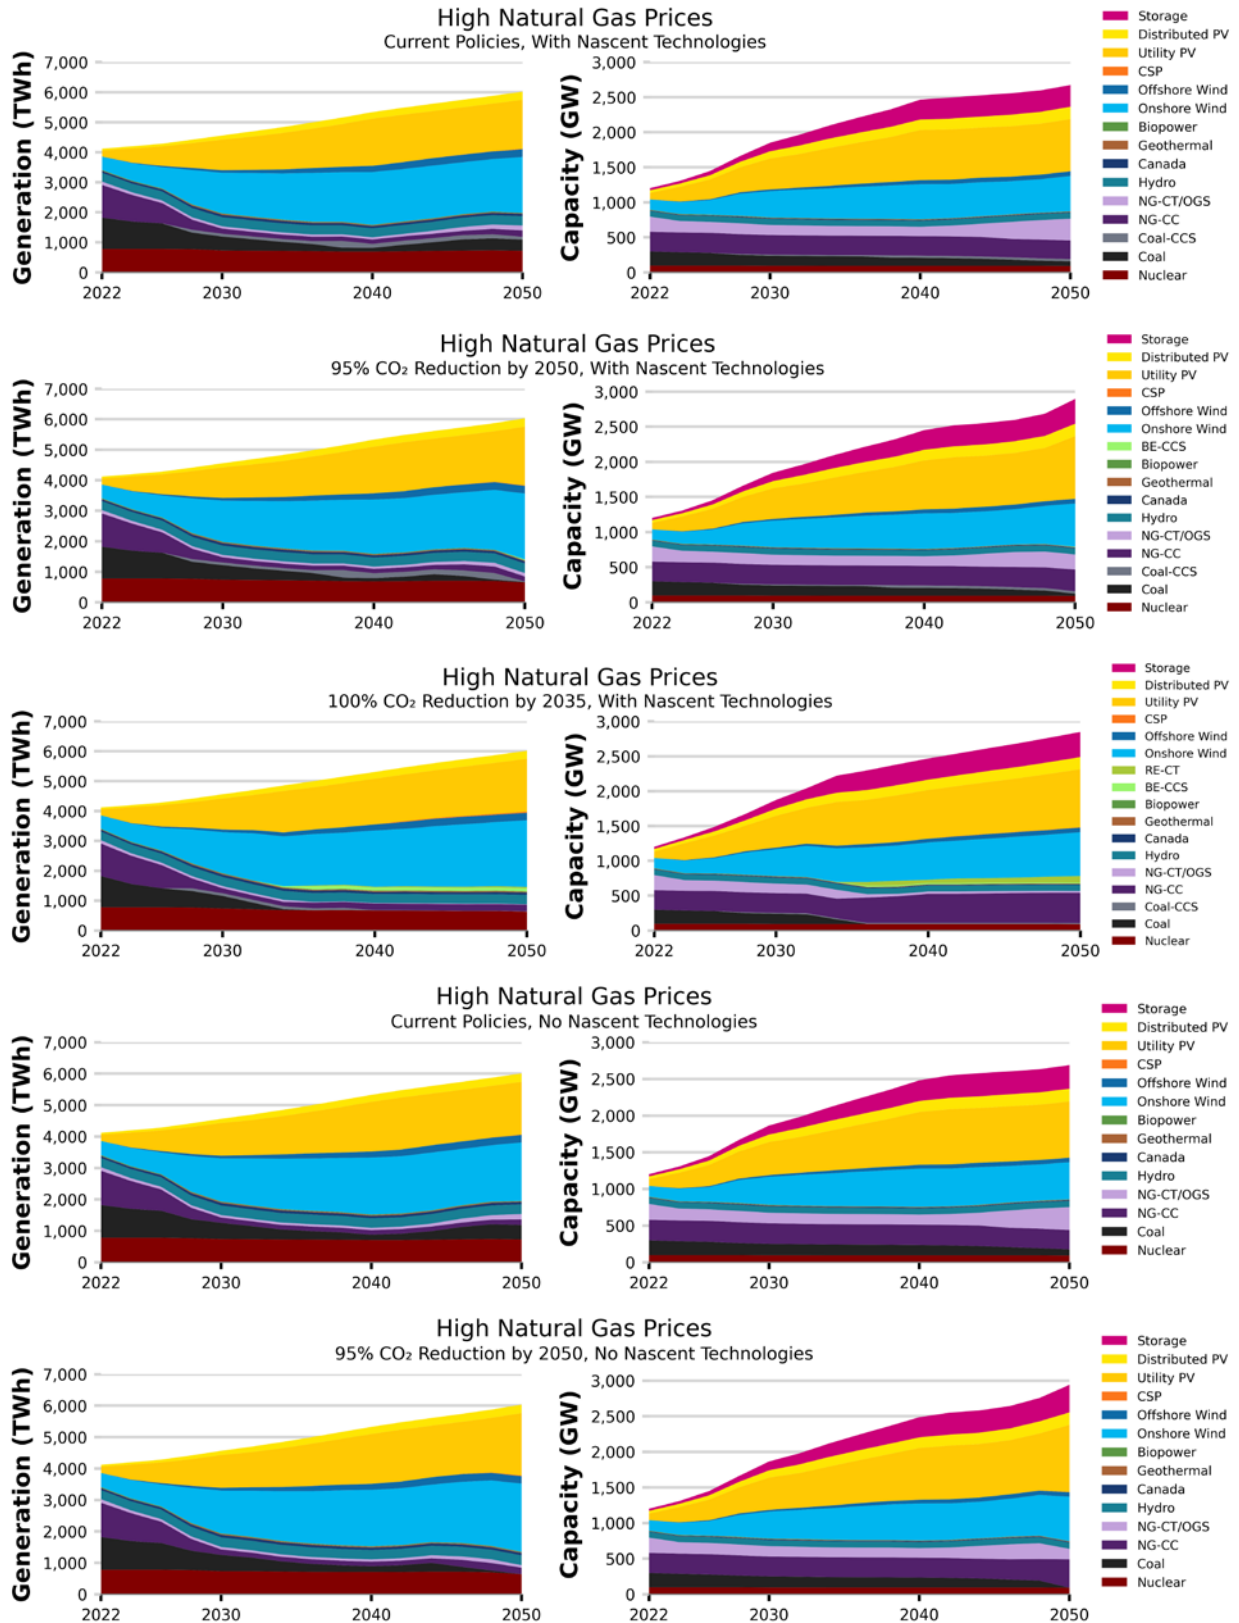 High Natural Gas Prices
Current Policies, With Nascent Technologies
Generation (TWh)
7,000
6,000
5,000
4,000
3,000
2,000
1,000
0
2022 2030 2040 2050
Capacity (GW)
3,000
2,500
2,000
1,500
1,000
500
0
2022 2030 2040 2050
Storage
Distributed PV
Utility PV
CSP
Offshore Wind
Onshore Wind
Biopower
Geothermal
Canada
Hydro
NG-CT/OGS
NG-CC
Coal-CCS
Coal
Nuclear
High Natural Gas Prices
95% CO₂ Reduction by 2050, With Nascent Technologies
Generation (TWh)
7,000
6,000
5,000
4,000
3,000
2,000
1,000
0
2022 2030 2040 2050
Capacity (GW)
3,000
2,500
2,000
1,500
1,000
500
0
2022 2030 2040 2050
Storage
Distributed PV
Utility PV
CSP
Offshore Wind
Onshore Wind
BE-CCS
Biopower
Geothermal
Canada
Hydro
NG-CT/OGS
NG-CC
Coal-CCS
Coal
Nuclear
High Natural Gas Prices
100% CO₂ Reduction by 2035, With Nascent Technologies
Generation (TWh)
7,000
6,000
5,000
4,000
3,000
2,000
1,000
0
2022 2030 2040 2050
Capacity (GW)
3,000
2,500
2,000
1,500
1,000
500
0
2022 2030 2040 2050
Storage
Distributed PV
Utility PV
CSP
Offshore Wind
Onshore Wind
RE-CT
BE-CCS
Biopower
Geothermal
Canada
Hydro
NG-CT/OGS
NG-CC
Coal-CCS
Coal
Nuclear
High Natural Gas Prices
Current Policies, No Nascent Technologies
Generation (TWh)
7,000
6,000
5,000
4,000
3,000
2,000
1,000
0
2022 2030 2040 2050
Capacity (GW)
3,000
2,500
2,000
1,500
1,000
500
0
2022 2030 2040 2050
Storage
Distributed PV
Utility PV
CSP
Offshore Wind
Onshore Wind
Biopower
Geothermal
Canada
Hydro
NG-CT/OGS
NG-CC
Coal
Nuclear
High Natural Gas Prices
95% CO₂ Reduction by 2050, No Nascent Technologies
Generation (TWh)
7,000
6,000
5,000
4,000
3,000
2,000
1,000
0
2022 2030 2040 2050
Capacity (GW)
3,000
2,500
2,000
1,500
1,000
500
0
2022 2030 2040 2050
Storage
Distributed PV
Utility PV
CSP
Offshore Wind
Onshore Wind
Biopower
Geothermal
Canada
Hydro
NG-CT/OGS
NG-CC
Coal
Nuclear